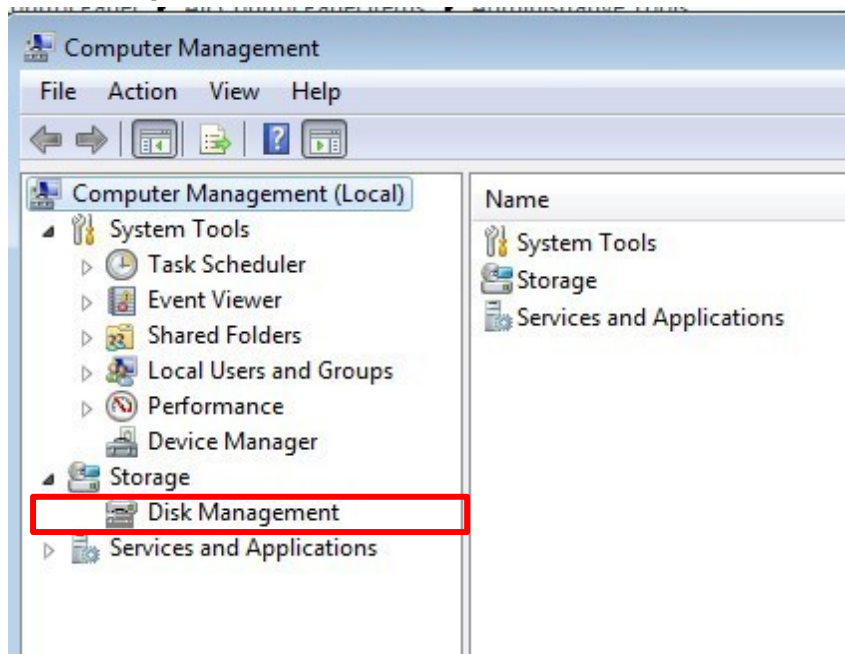 Computer Management
File Action View Help
Computer Management (Local)
System Tools
Task Scheduler
Event Viewer
Shared Folders
Local Users and Groups
Performance
Device Manager
Storage
Disk Management
Services and Applications
Name
System Tools
Storage
Services and Applications